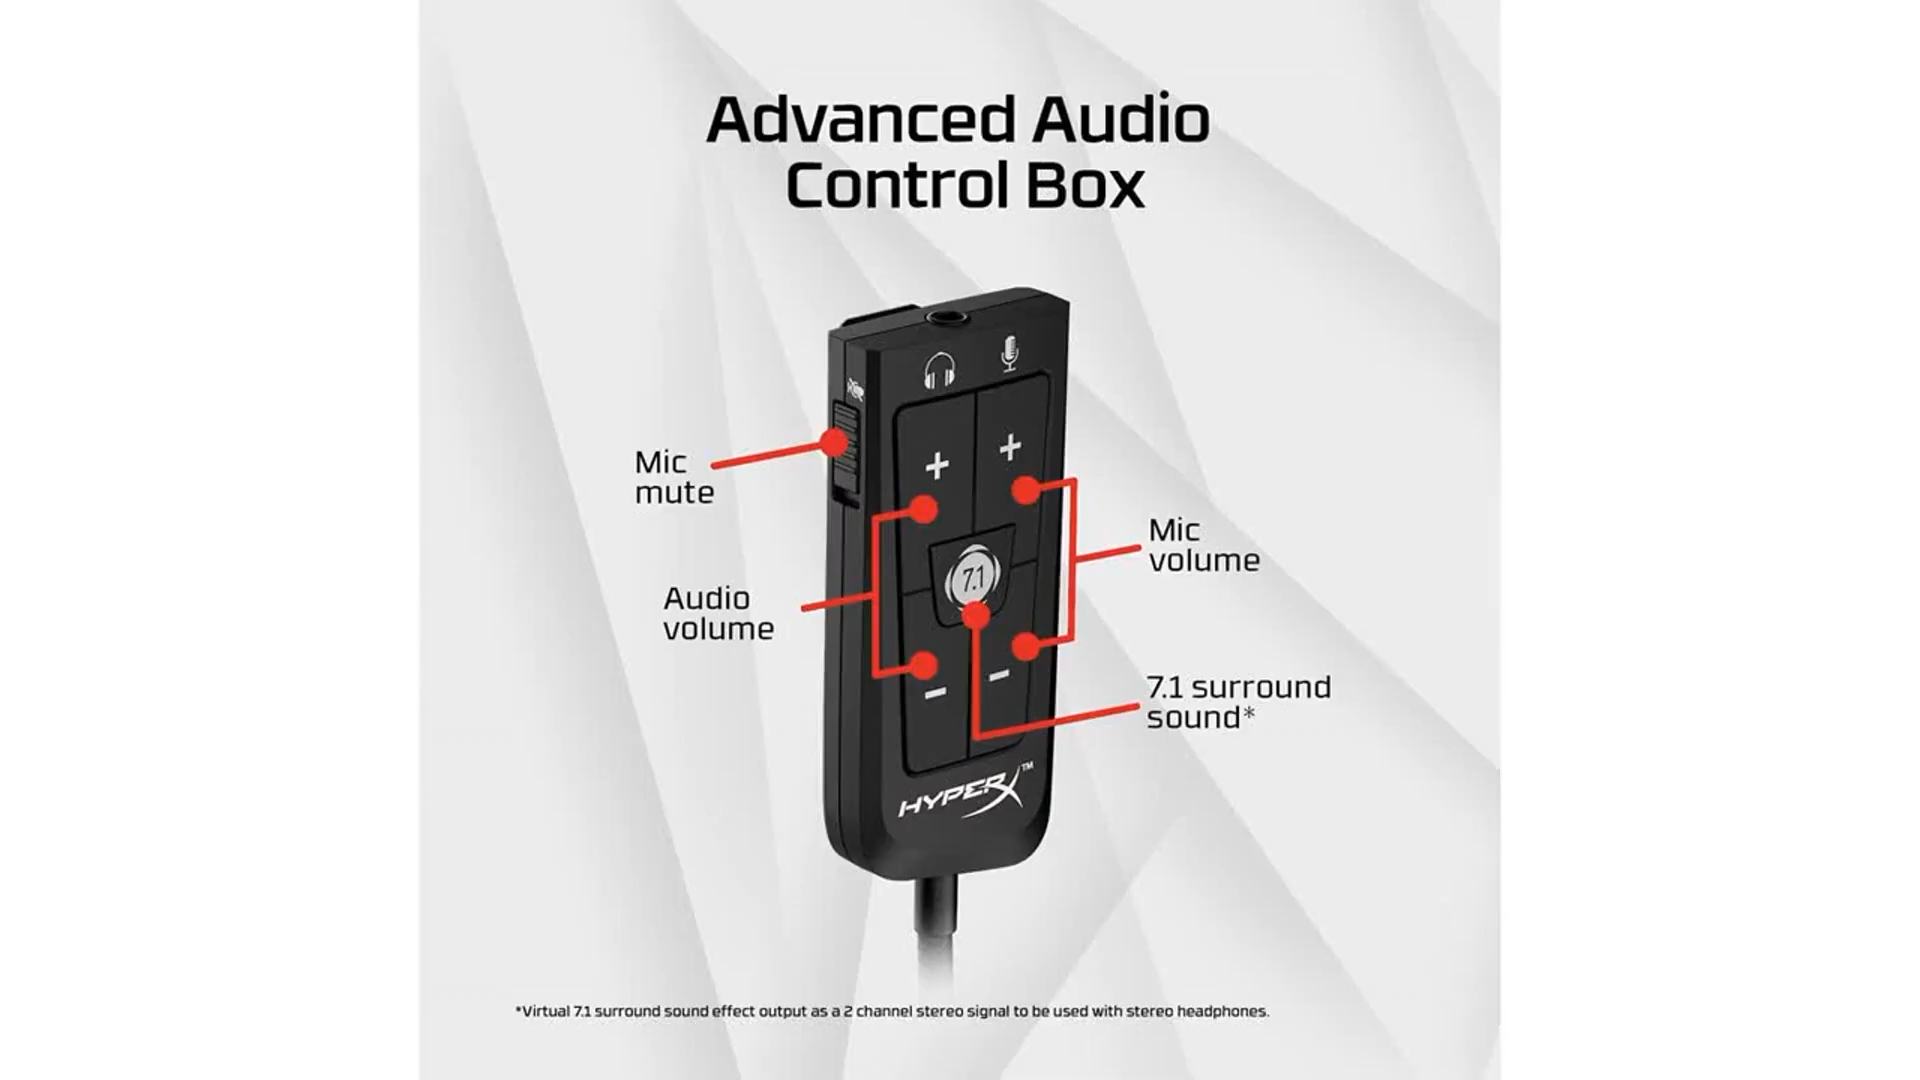 Advanced Audio
Control Box
Mic
mute
Audio
volume
Mic
volume
7.1 surround
sound*
+
+
7.1
-
-
HYPERX™
*Virtual 7.1 surround sound effect output as a 2 channel stereo signal to be used with stereo headphones.